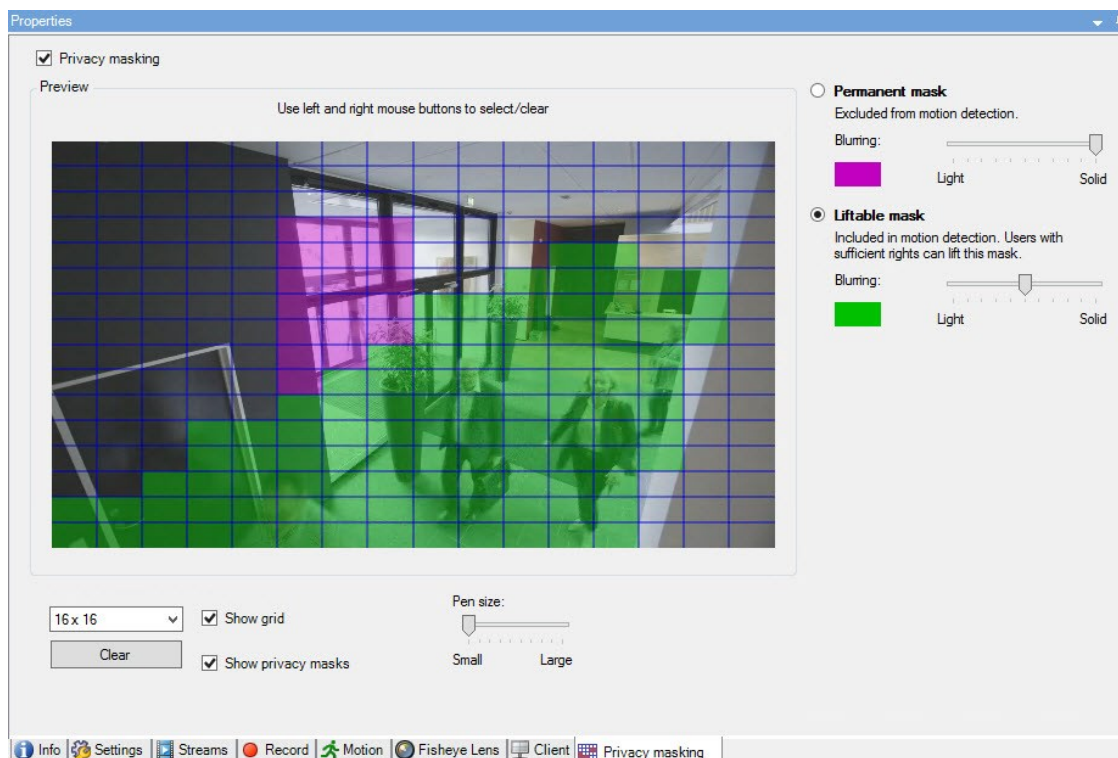 Properties
Privacy masking
Preview
Use left and right mouse buttons to select/clear
Permanent mask
Excluded from motion detection.
Blurring:
Light Solid
Liftable mask
Included in motion detection. Users with
sufficient rights can lift this mask.
Blurring:
Light Solid
16 x 16
Show grid
Clear
Show privacy masks
Pen size:
Small Large
Info Settings Streams Record Motion Fisheye Lens Client Privacy masking